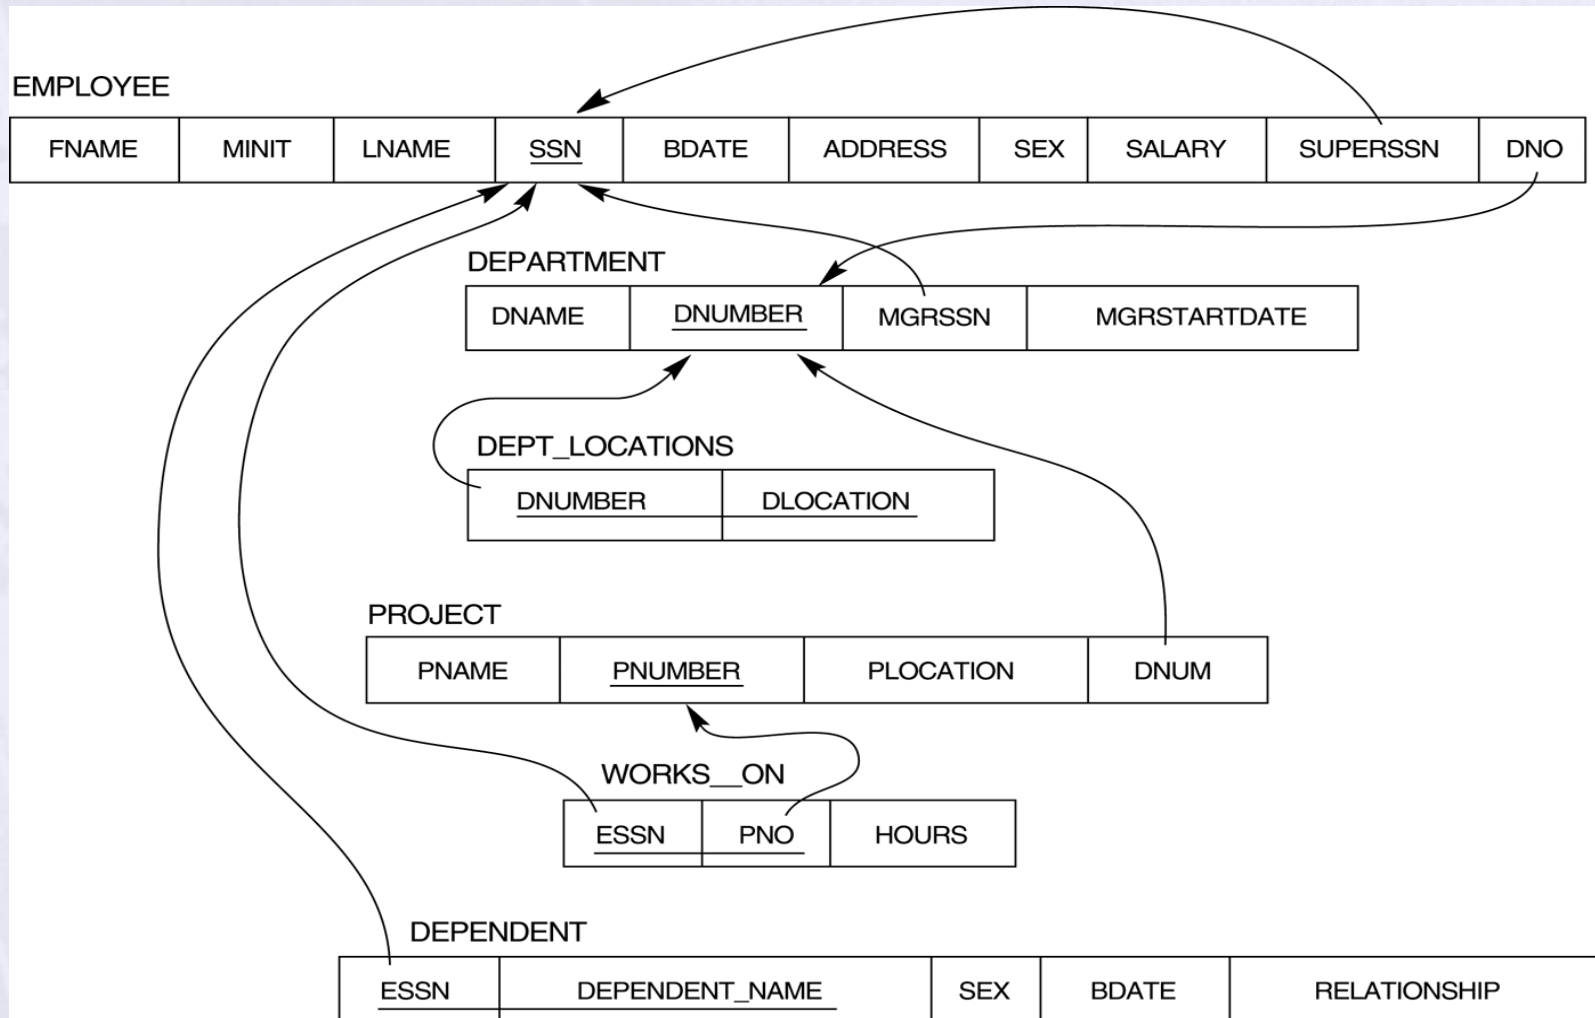 EMPLOYEE
FNAME MINIT LNAME SSN BDATE ADDRESS SEX SALARY SUPERSSN DNO
DEPARTMENT
DNAME DNUMBER MGRSSN MGRSTARTDATE
DEPT_LOCATIONS
DNUMBER DLOCATION
PROJECT
PNAME PNUMBER PLOCATION DNUM
WORKS__ON
ESSN PNO HOURS
DEPENDENT
ESSN DEPENDENT_NAME SEX BDATE RELATIONSHIP